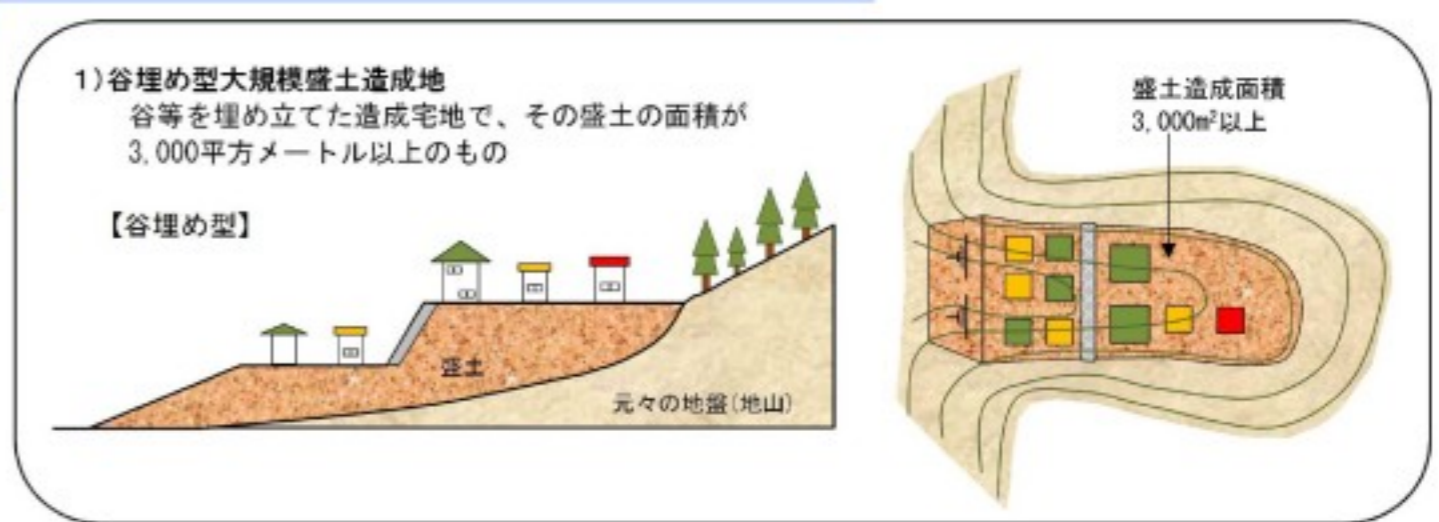 1)谷埋め型大規模盛土造成地
谷等を埋め立てた造成宅地で、その盛土の面積が
3,000平方メートル以上のもの
【谷埋め型】
盛土
元々の地盤(地山)
盛土造成面積
3,000㎡以上